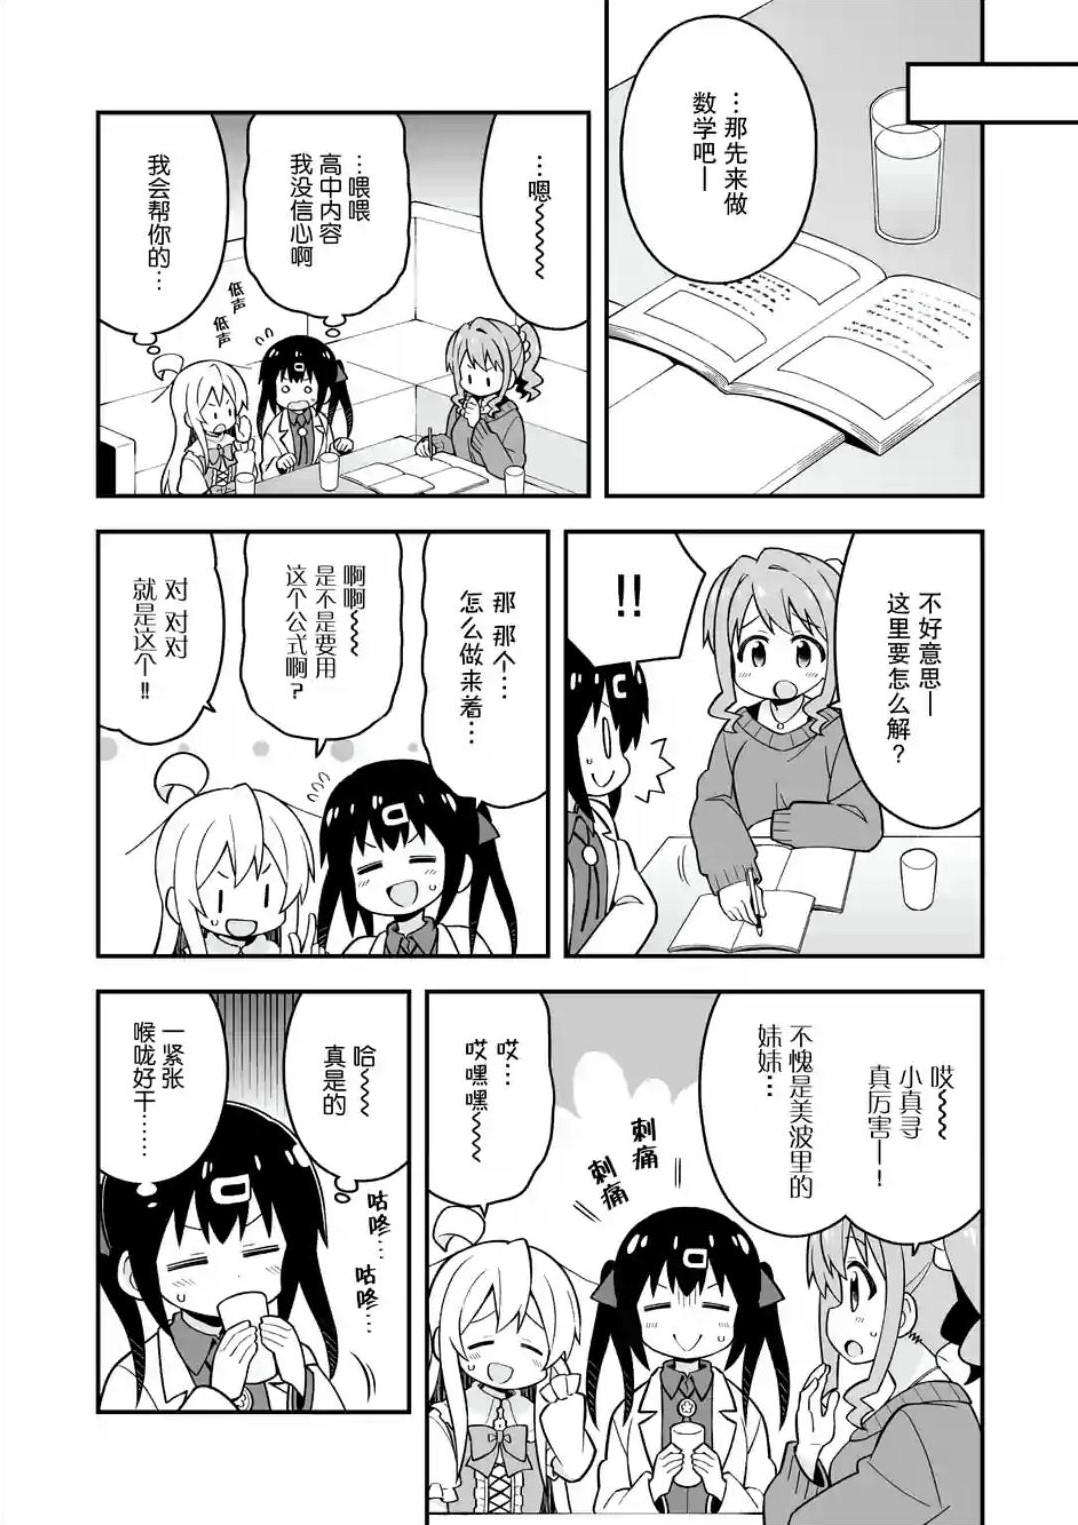 …那先来做
数学吧—
…嗯~~~~
…喂喂
高中内容
我没信心啊
我会帮你的…
低声
低声
不好意思—
这里要怎么解？
!!
那 那个…
怎么做来着…
啊啊~~~
是不是要用
这个公式啊？
对 对对
就是这个!!
哎~~~
小真寻
真厉害—！
不愧是美波里的
妹妹…
哎…
哎嘿嘿~~~
刺痛
刺痛
哈~~~
真是的
一紧张
喉咙好干……
咕咚…
咕咚…